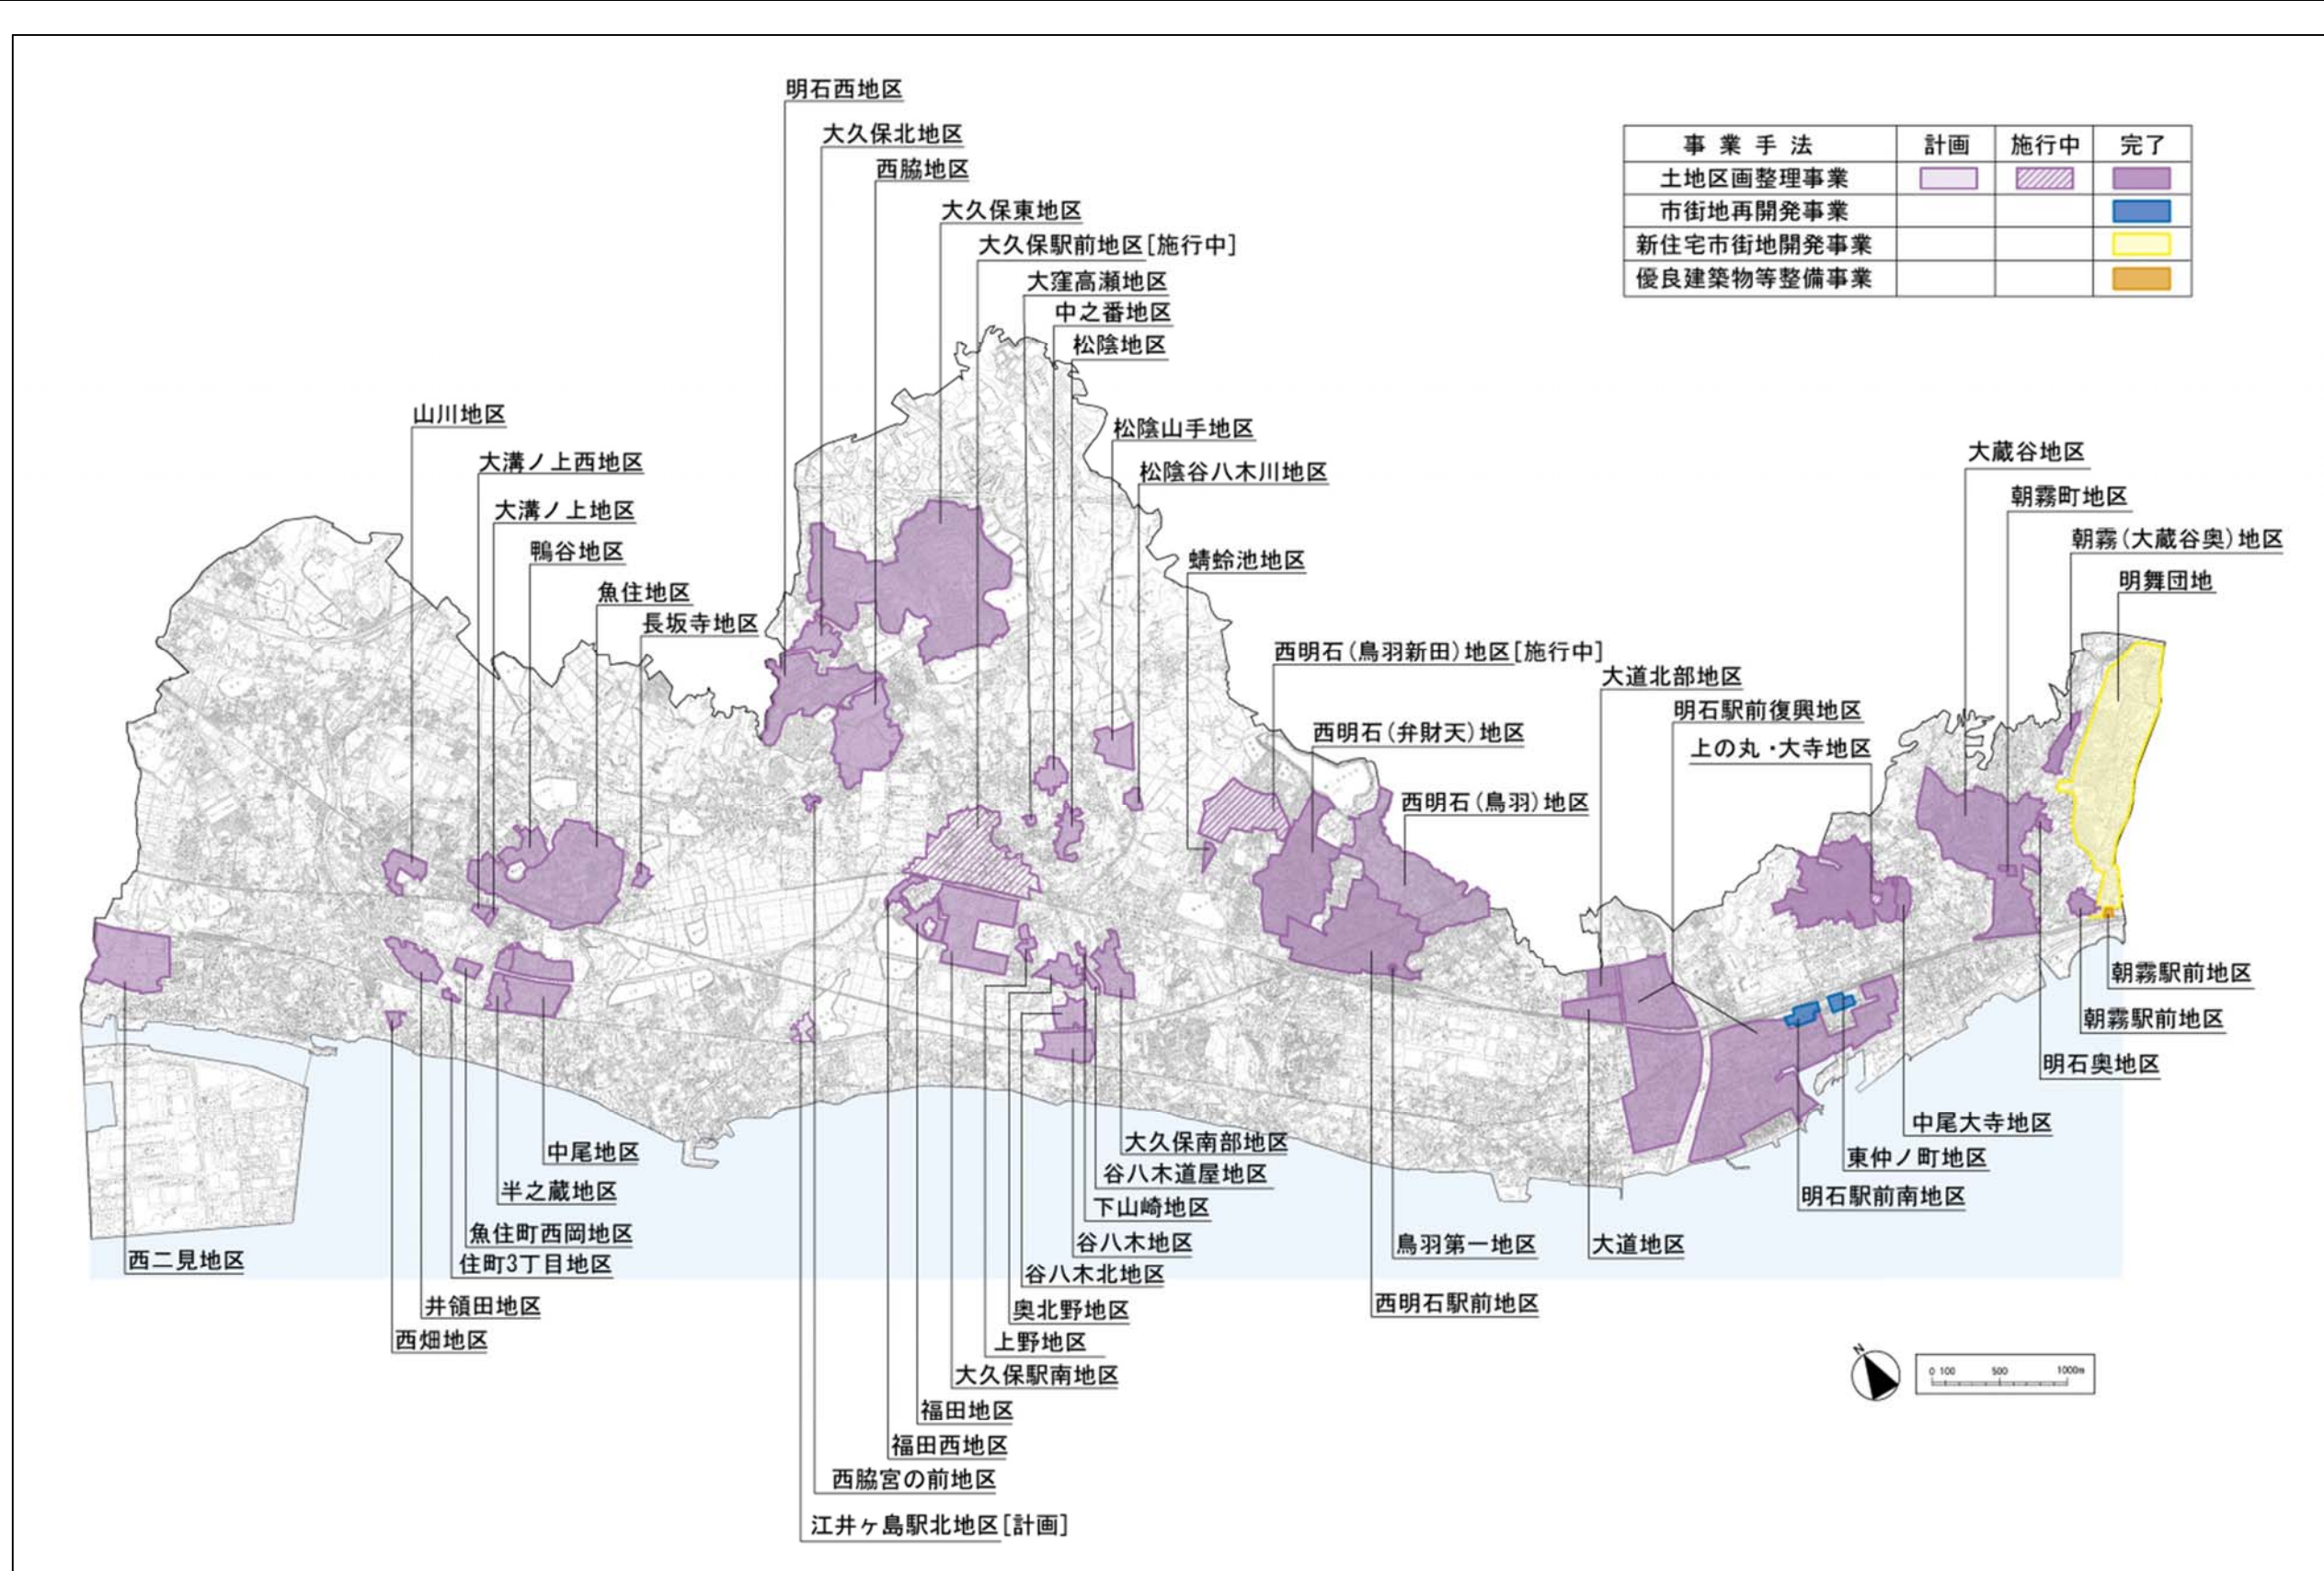 明石西地区
大久保北地区
西脇地区
大久保東地区
大久保駅前地区[施行中]
大窪高瀬地区
中之番地区
松陰地区
事業手法 計画 施行中 完了
土地区画整理事業
市街地再開発事業
新住宅市街地開発事業
優良建築物等整備事業
山川地区
大溝ノ上西地区
大溝ノ上地区
鴨谷地区
魚住地区
長坂寺地区
松陰山手地区
松陰谷八木川地区
蜻蛉池地区
西明石(鳥羽新田)地区[施行中]
西明石(弁財天)地区
西明石(鳥羽)地区
大道北部地区
明石駅前復興地区
上の丸・大寺地区
大蔵谷地区
朝霧町地区
朝霧(大蔵谷奥)地区
明舞団地
朝霧駅前地区
朝霧駅前地区
明石奥地区
中尾大寺地区
東仲ノ町地区
明石駅前南地区
大道地区
鳥羽第一地区
西明石駅前地区
大久保南部地区
谷八木道屋地区
下山崎地区
谷八木地区
谷八木北地区
奥北野地区
上野地区
大久保駅南地区
福田地区
福田西地区
西脇宮の前地区
江井ヶ島駅北地区[計画]
中尾地区
半之蔵地区
魚住町西岡地区
住町3丁目地区
井領田地区
西畑地区
西二見地区
N
0 100 500 1000m